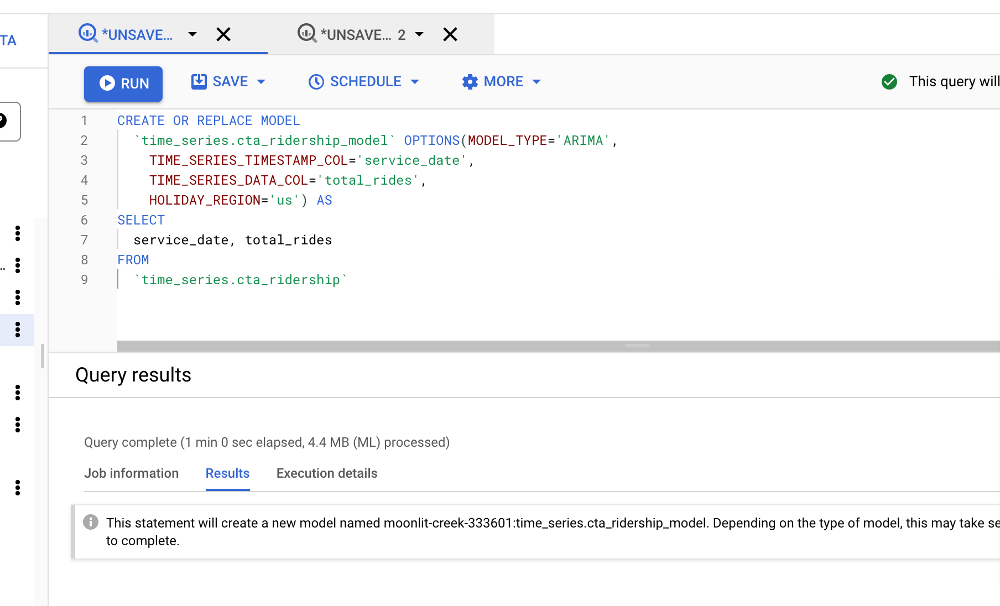 TA
*UNSAVE...
*UNSAVE... 2
RUN
SAVE
SCHEDULE
MORE
This query will
1 CREATE OR REPLACE MODEL
2 `time_series.cta_ridership_model` OPTIONS(MODEL_TYPE='ARIMA',
3 TIME_SERIES_TIMESTAMP_COL='service_date',
4 TIME_SERIES_DATA_COL='total_rides',
5 HOLIDAY_REGION='us') AS
6 SELECT
7 service_date, total_rides
8 FROM
9 `time_series.cta_ridership`
Query results
Query complete (1 min 0 sec elapsed, 4.4 MB (ML) processed)
Job information
Results
Execution details
This statement will create a new model named moonlit-creek-333601:time_series.cta_ridership_model. Depending on the type of model, this may take se
to complete.